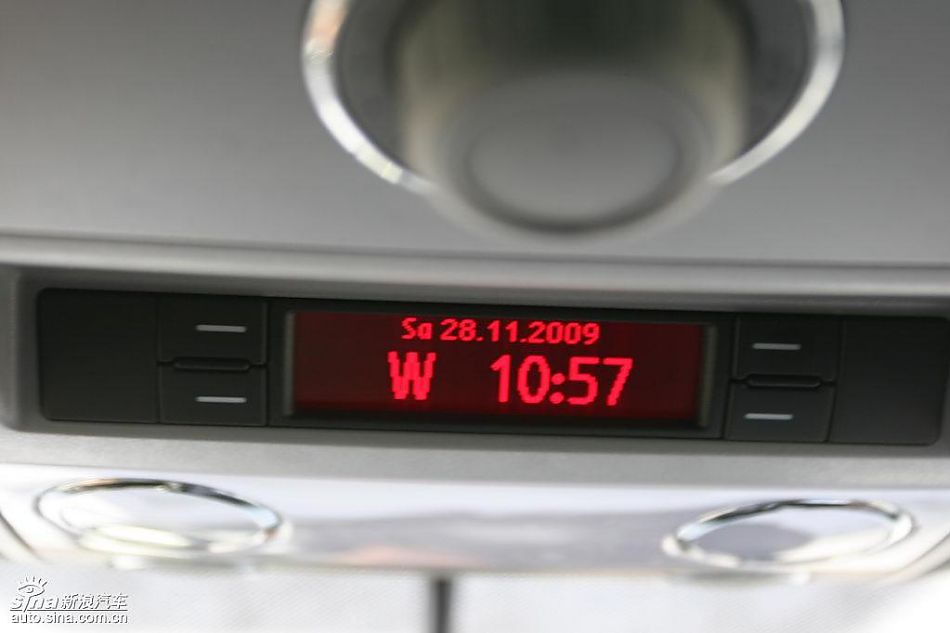 Sa 28.11.2009
W 10:57
sina新浪汽车
auto.sina.com.cn